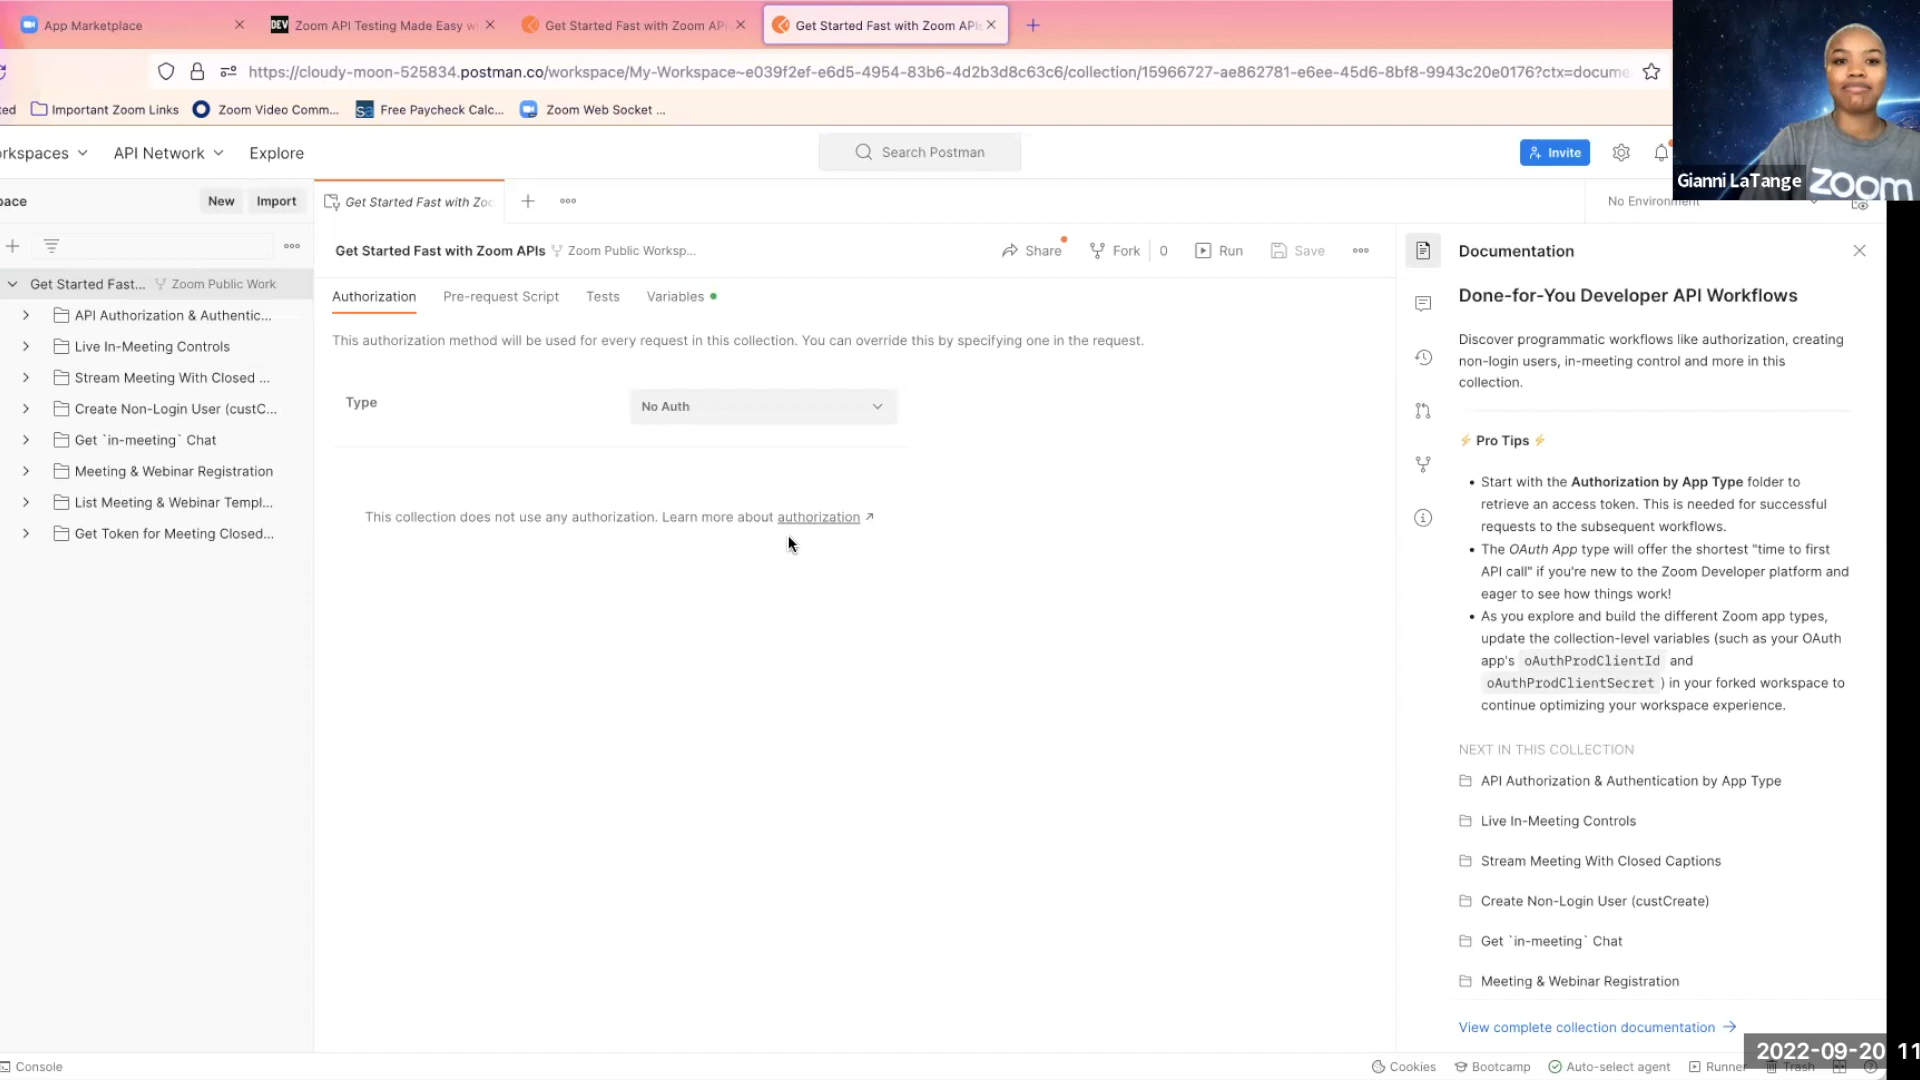 App Marketplace
Zoom API Testing Made Easy w
Get Started Fast with Zoom API
Get Started Fast with Zoom API
https://cloudy-moon-525834.postman.co/workspace/My-Workspace~e039f2ef-e6d5-4954-83b6-4d2b3d8c63c6/collection/15966727-ae862781-e6ee-45d6-8bf8-9943c20e0176?ctx=docume
ted
Important Zoom Links
Zoom Video Comm...
Free Paycheck Calc...
Zoom Web Socket ...
rkspaces
API Network
Explore
Search Postman
Invite
Gianni LaTange
zoom
pace
New
Import
Get Started Fast with Zoo
No Environment
Get Started Fast with Zoom APIs
Zoom Public Worksp...
Share
Fork
0
Run
Save
Get Started Fast...
Zoom Public Work
API Authorization & Authentic...
Live In-Meeting Controls
Stream Meeting With Closed ...
Create Non-Login User (custC...
Get `in-meeting` Chat
Meeting & Webinar Registration
List Meeting & Webinar Templ...
Get Token for Meeting Closed...
Authorization
Pre-request Script
Tests
Variables
This authorization method will be used for every request in this collection. You can override this by specifying one in the request.
Type
No Auth
This collection does not use any authorization. Learn more about authorization ↗
Documentation
Done-for-You Developer API Workflows
Discover programmatic workflows like authorization, creating
non-login users, in-meeting control and more in this
collection.
⚡ Pro Tips ⚡
• Start with the Authorization by App Type folder to
retrieve an access token. This is needed for successful
requests to the subsequent workflows.
• The OAuth App type will offer the shortest "time to first
API call" if you're new to the Zoom Developer platform and
eager to see how things work!
• As you explore and build the different Zoom app types,
update the collection-level variables (such as your OAuth
app's oAuthProdClientId and
oAuthProdClientSecret ) in your forked workspace to
continue optimizing your workspace experience.
NEXT IN THIS COLLECTION
API Authorization & Authentication by App Type
Live In-Meeting Controls
Stream Meeting With Closed Captions
Create Non-Login User (custCreate)
Get `in-meeting` Chat
Meeting & Webinar Registration
View complete collection documentation →
2022-09-20 11
Console
Cookies
Bootcamp
Auto-select agent
Runner
Trash